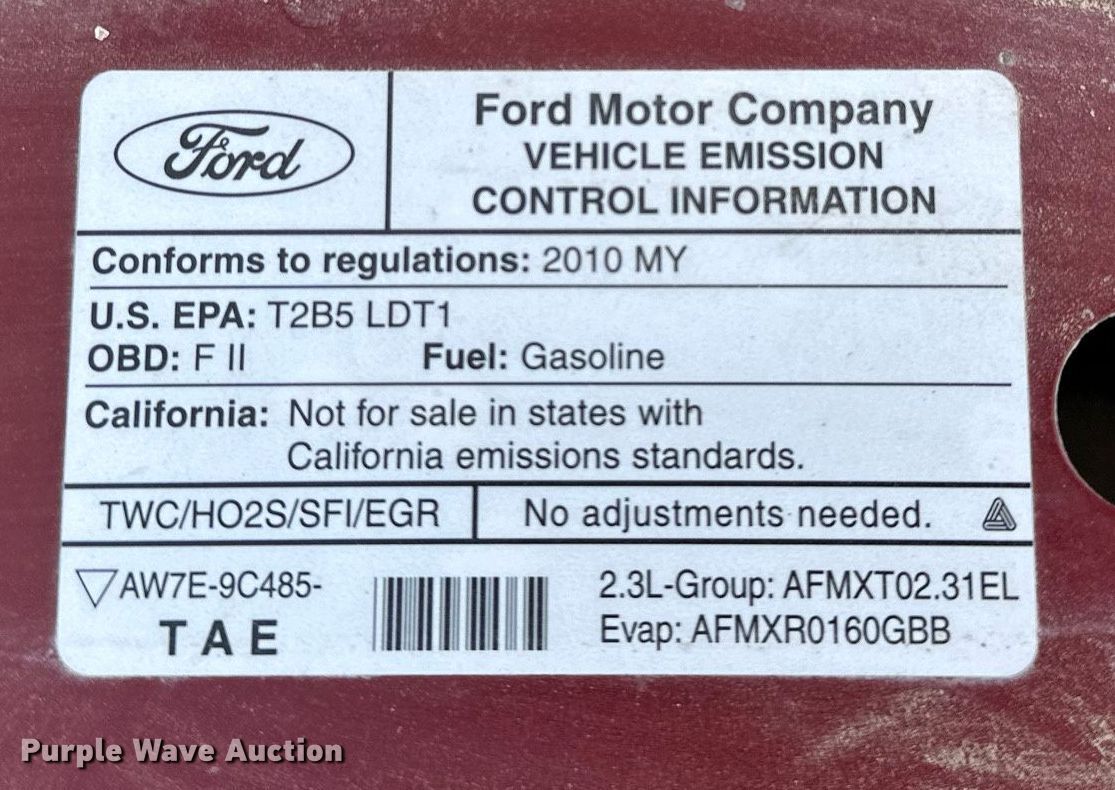 Ford
Ford Motor Company
VEHICLE EMISSION
CONTROL INFORMATION
Conforms to regulations: 2010 MY
U.S. EPA: T2B5 LDT1
OBD: F II Fuel: Gasoline
California: Not for sale in states with
California emissions standards.
TWC/HO2S/SFI/EGR No adjustments needed.
AW7E-9C485-
TAE
2.3L-Group: AFMXT02.31EL
Evap: AFMXR0160GBB
Purple Wave Auction